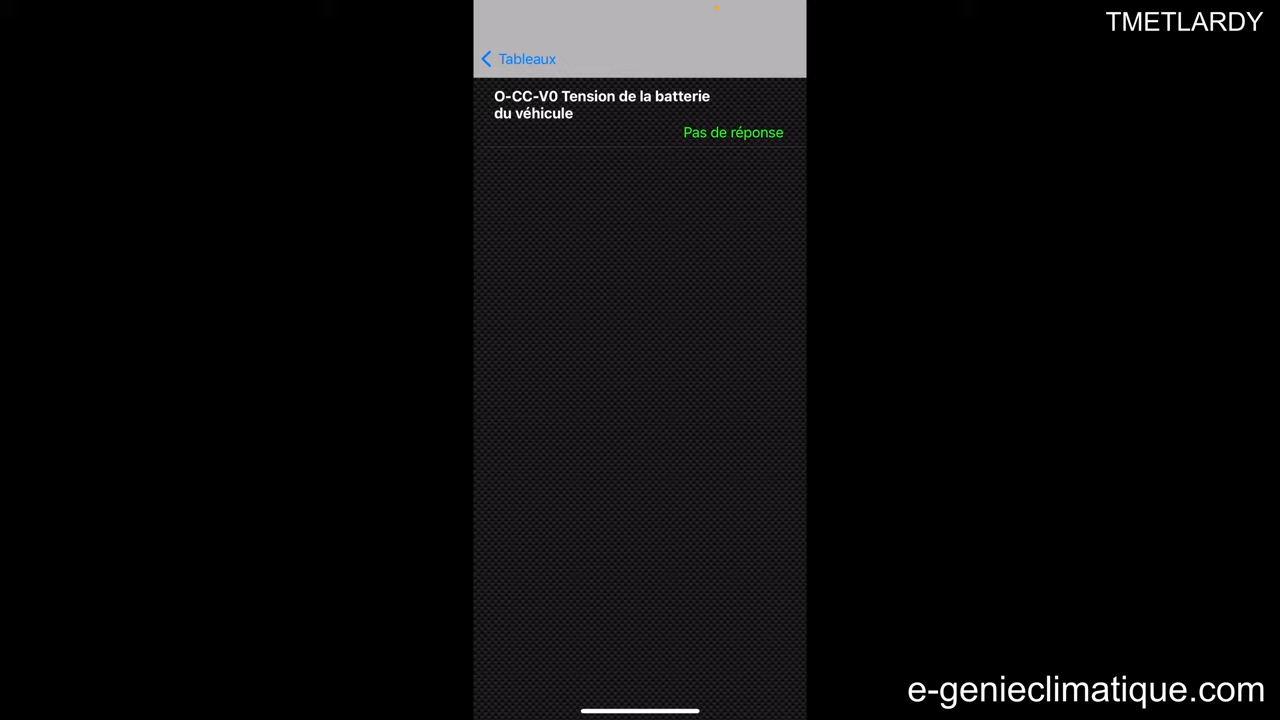 TMETLARDY
Tableaux
O-CC-V0 Tension de la batterie
du véhicule
Pas de réponse
e-genieclimatique.com